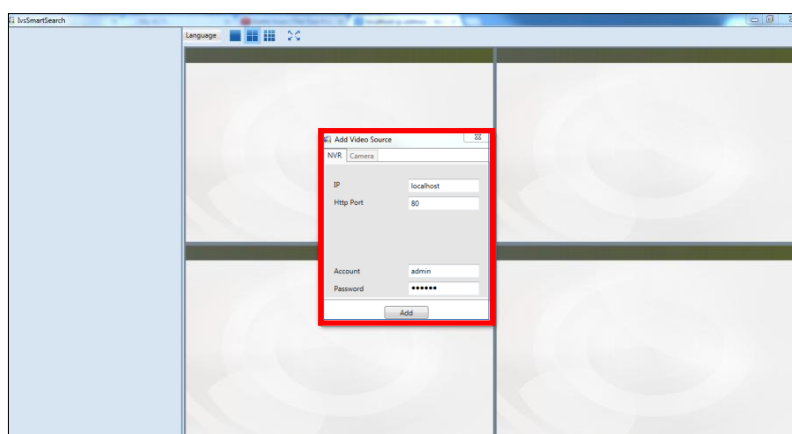 IvsSmartSearch
Language
Add Video Source
NVR Camera
IP localhost
Http Port 80
Account admin
Password ••••••
Add